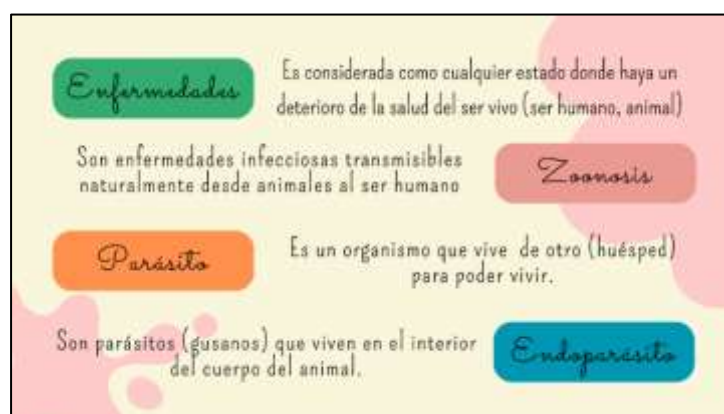 Enfermedades
Es considerada como cualquier estado donde haya un
deterioro de la salud del ser vivo (ser humano, animal)
Son enfermedades infecciosas transmisibles
naturalmente desde animales al ser humano
Zoonosis
Parásito
Es un organismo que vive de otro (huésped)
para poder vivir.
Son parásitos (gusanos) que viven en el interior
del cuerpo del animal.
Endoparásito